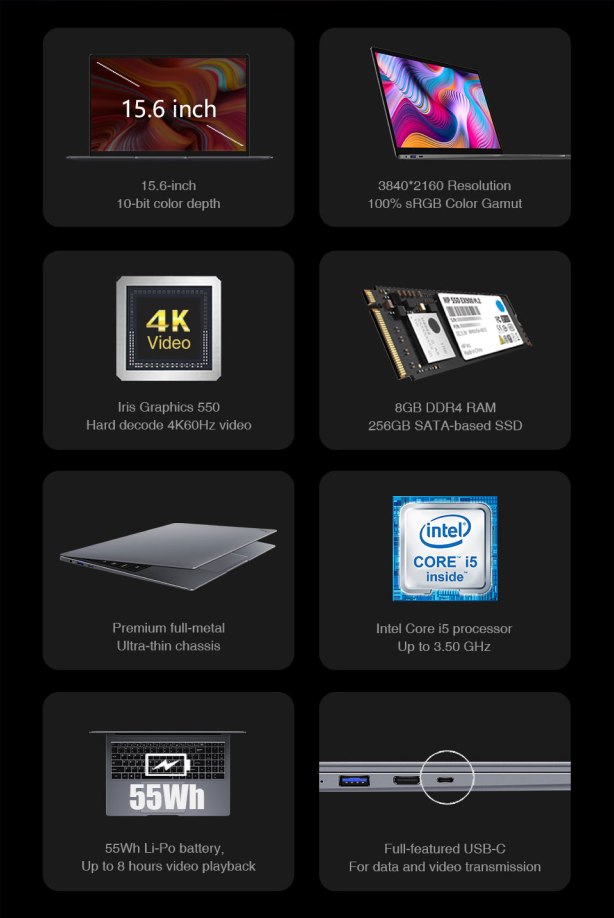 15.6 inch
15.6-inch
10-bit color depth
3840*2160 Resolution
100% sRGB Color Gamut
4K
Video
Iris Graphics 550
Hard decode 4K60Hz video
HP SSD EX900 M.2
8GB DDR4 RAM
256GB SATA-based SSD
Premium full-metal
Ultra-thin chassis
intel
CORE™ i5
inside™
Intel Core i5 processor
Up to 3.50 GHz
55Wh
55Wh Li-Po battery,
Up to 8 hours video playback
Full-featured USB-C
For data and video transmission